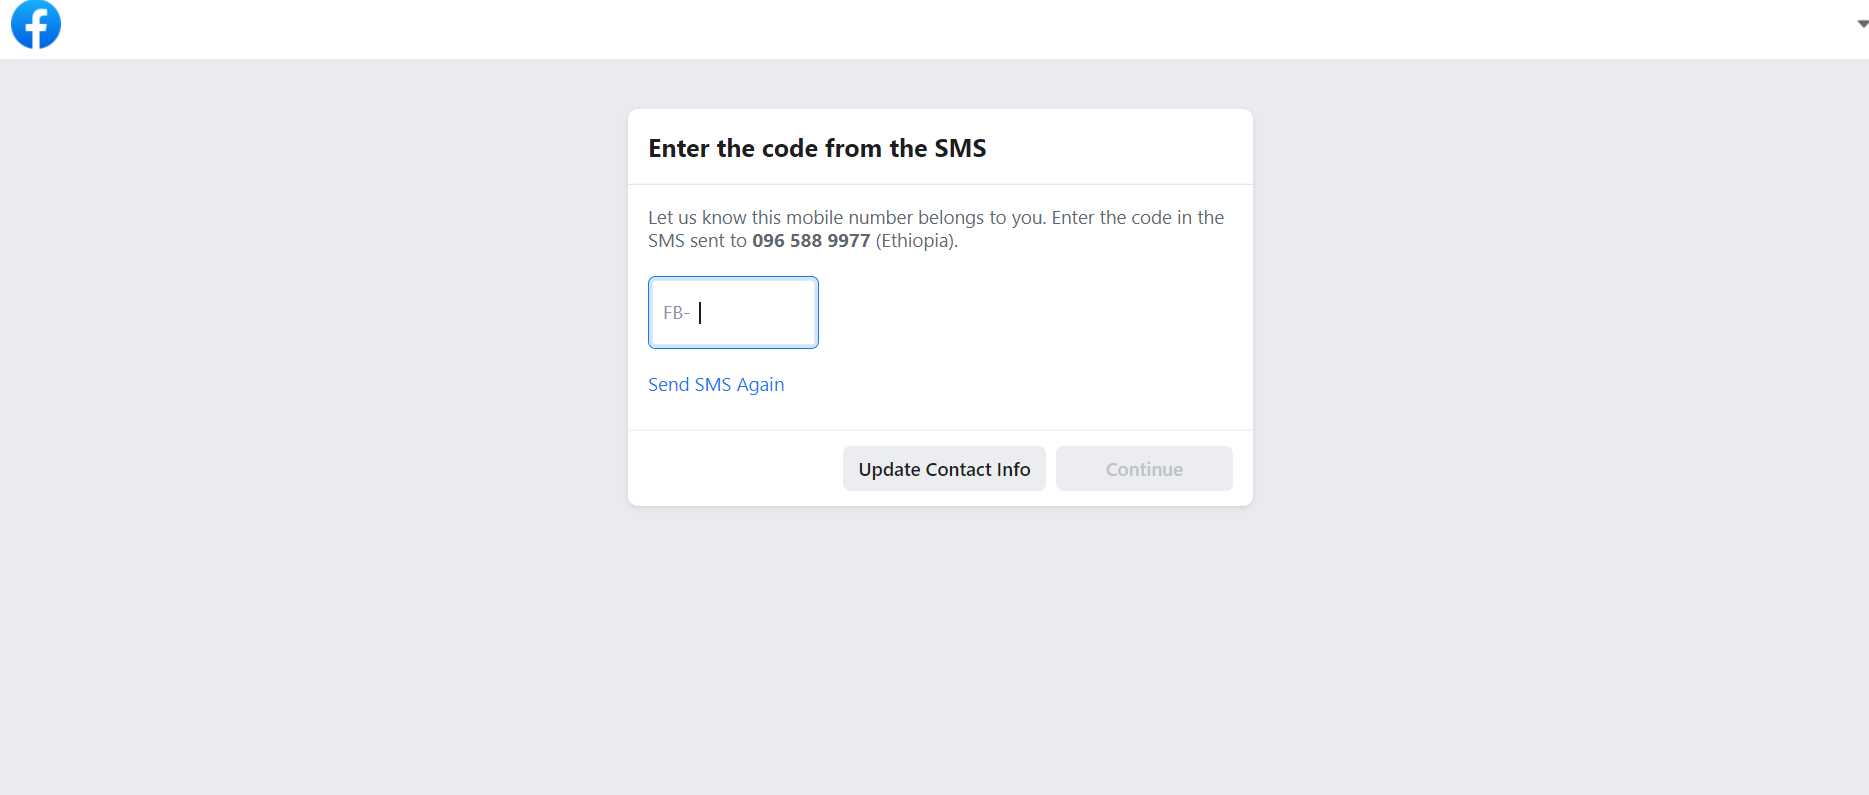 Enter the code from the SMS
Let us know this mobile number belongs to you. Enter the code in the
SMS sent to 096 588 9977 (Ethiopia).
FB-
Send SMS Again
Update Contact Info
Continue